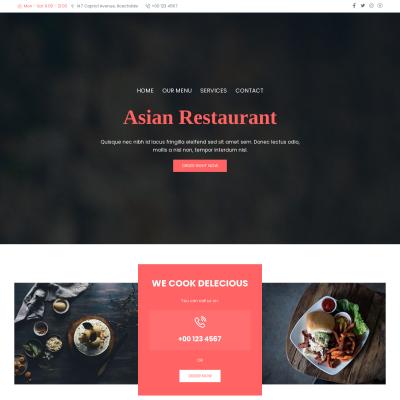 Mon - Sat: 8:00 - 12:00 147 Capitol Avenue, Scectable +00 123 4567
HOME OUR MENU SERVICES CONTACT
Asian Restaurant
Quisque nec nibh id lacus fringilla eleifend sed sit amet sem. Donec lectus odio,
mollis a nisl non, tempor interdum nisl.
ORDER RIGHT NOW
WE COOK DELECIOUS
You can call us on
+00 123 4567
OR
ORDER NOW